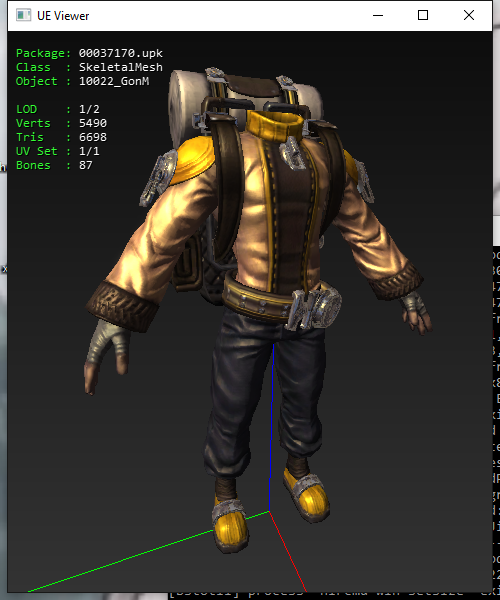 UE Viewer
Package: 00037170.upk
Class : SkeletalMesh
Object : 10022_GonM
LOD : 1/2
Verts : 5490
Tris : 6698
UV Set : 1/1
Bones : 87